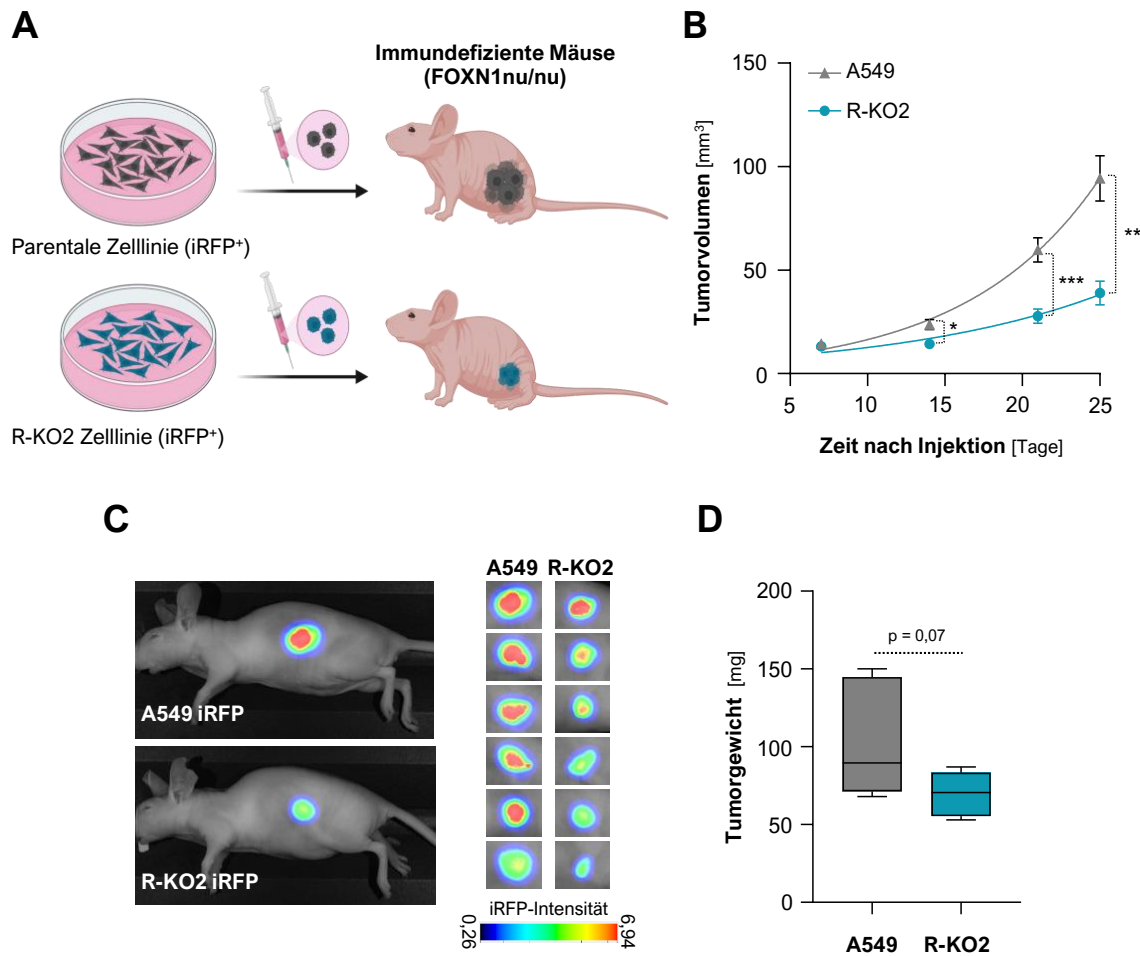 A
Immundefiziente Mäuse
(FOXN1nu/nu)
Parentale Zelllinie (iRFP⁺)
R-KO2 Zelllinie (iRFP⁺)
B
A549
R-KO2
Tumorvolumen [mm³]
150
100
50
0
*
***
**
5
10
15
21
25
Zeit nach Injektion [Tage]
C
A549 iRFP
R-KO2 iRFP
A549 R-KO2
iRFP-Intensität
0,26
6,94
D
Tumorgewicht [mg]
200
150
100
50
0
p = 0,07
A549 R-KO2